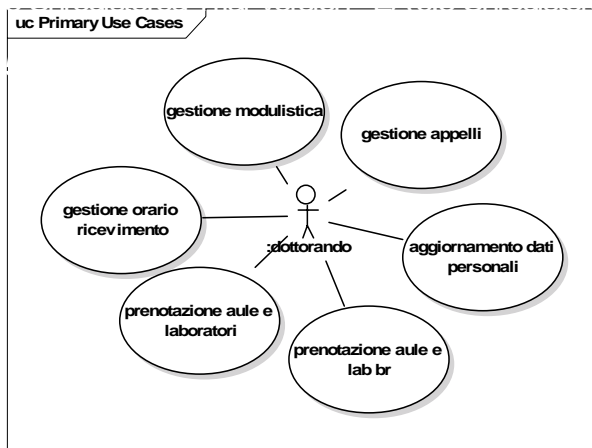 uc Primary Use Cases
gestione modulistica
gestione appelli
gestione orario
ricevimento
:dottorando
aggiornamento dati
personali
prenotazione aule e
laboratori
prenotazione aule e
lab br